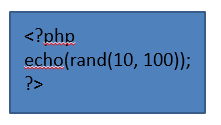 <?php
echo(rand(10, 100));
?>